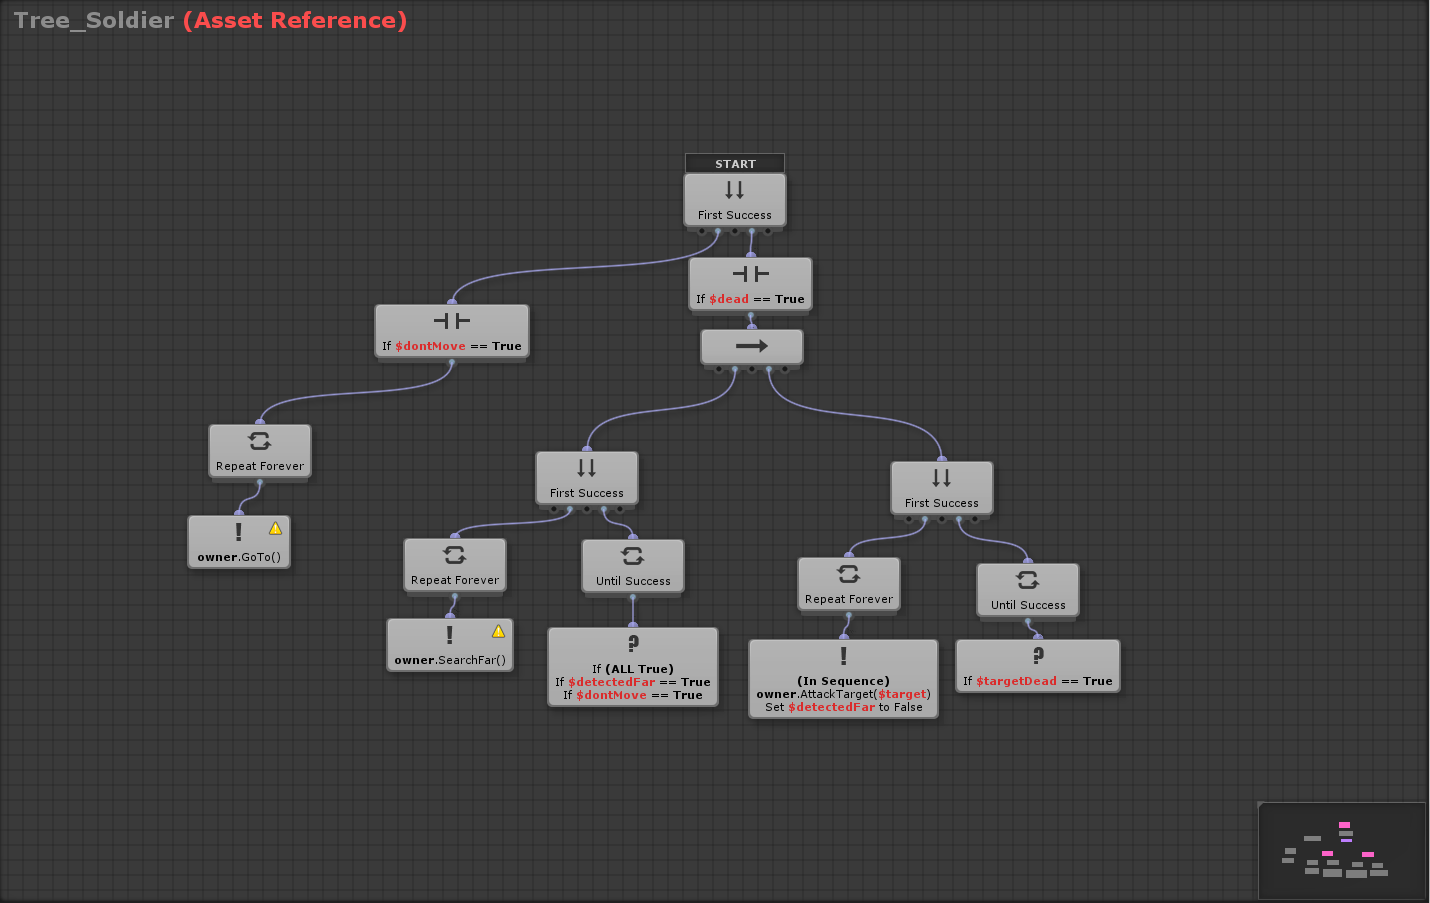 Tree_Soldier (Asset Reference)
START
First Success
If $dead == True
If $dontMove == True
Repeat Forever
owner.GoTo()
First Success
First Success
Repeat Forever
Until Success
Repeat Forever
Until Success
owner.SearchFar()
If (ALL True)
If $detectedFar == True
If $dontMove == True
(In Sequence)
owner.AttackTarget($target)
Set $detectedFar to False
If $targetDead == True